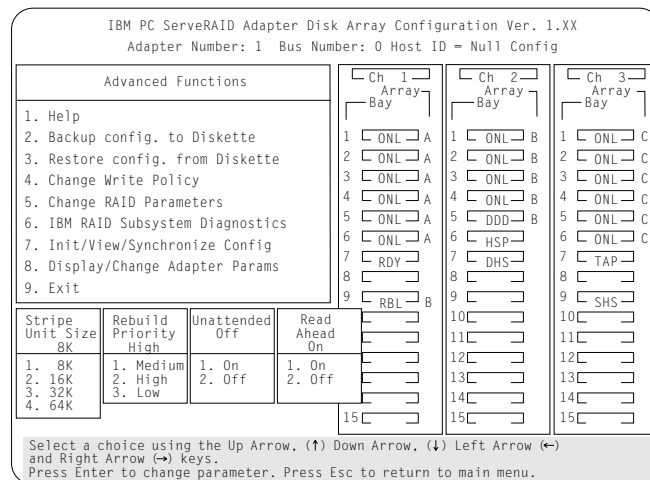 IBM PC ServeRAID Adapter Disk Array Configuration Ver. 1.XX
Adapter Number: 1 Bus Number: 0 Host ID = Null Config
Advanced Functions
1. Help
2. Backup config. to Diskette
3. Restore config. from Diskette
4. Change Write Policy
5. Change RAID Parameters
6. IBM RAID Subsystem Diagnostics
7. Init/View/Synchronize Config
8. Display/Change Adapter Params
9. Exit
Stripe
Unit Size
8K
1. 8K
2. 16K
3. 32K
4. 64K
Rebuild
Priority
High
1. Medium
2. High
3. Low
Unattended
Off
1. On
2. Off
Read
Ahead
On
1. On
2. Off
Ch 1
Array
Bay
1 ONL A
2 ONL A
3 ONL A
4 ONL A
5 ONL A
6 ONL A
7 RDY
8
9 RBL B
10
11
12
13
14
15
Ch 2
Array
Bay
1 ONL B
2 ONL B
3 ONL B
4 ONL B
5 DDD B
6 HSP
7 DHS
8
9
10
11
12
13
14
15
Ch 3
Array
Bay
1 ONL C
2 ONL C
3 ONL C
4 ONL C
5 ONL C
6 ONL C
7 TAP
8
9 SHS
10
11
12
13
14
15
Select a choice using the Up Arrow, (↑) Down Arrow, (↓) Left Arrow (←)
and Right Arrow (→) keys.
Press Enter to change parameter. Press Esc to return to main menu.